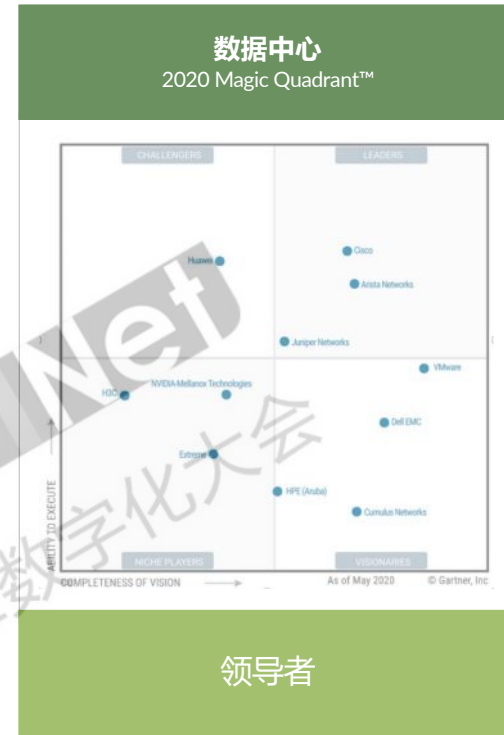 数据中心
2020 Magic Quadrant™
CHALLENGERS
LEADERS
Cisco
Huawei
Arista Networks
Juniper Networks
VMware
NVIDIA-Mellanox Technologies
H3C
Dell EMC
Extreme
HPE (Aruba)
Cumulus Networks
NICHE PLAYERS
VISIONARIES
ABILITY TO EXECUTE
COMPLETENESS OF VISION
As of May 2020
© Gartner, Inc
Net
数字化大会
领导者